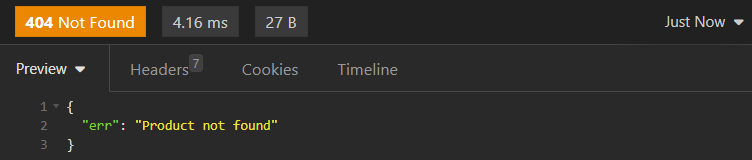 404 Not Found 4.16 ms 27 B Just Now
Preview Headers 7 Cookies Timeline
1 {
2 "err": "Product not found"
3 }